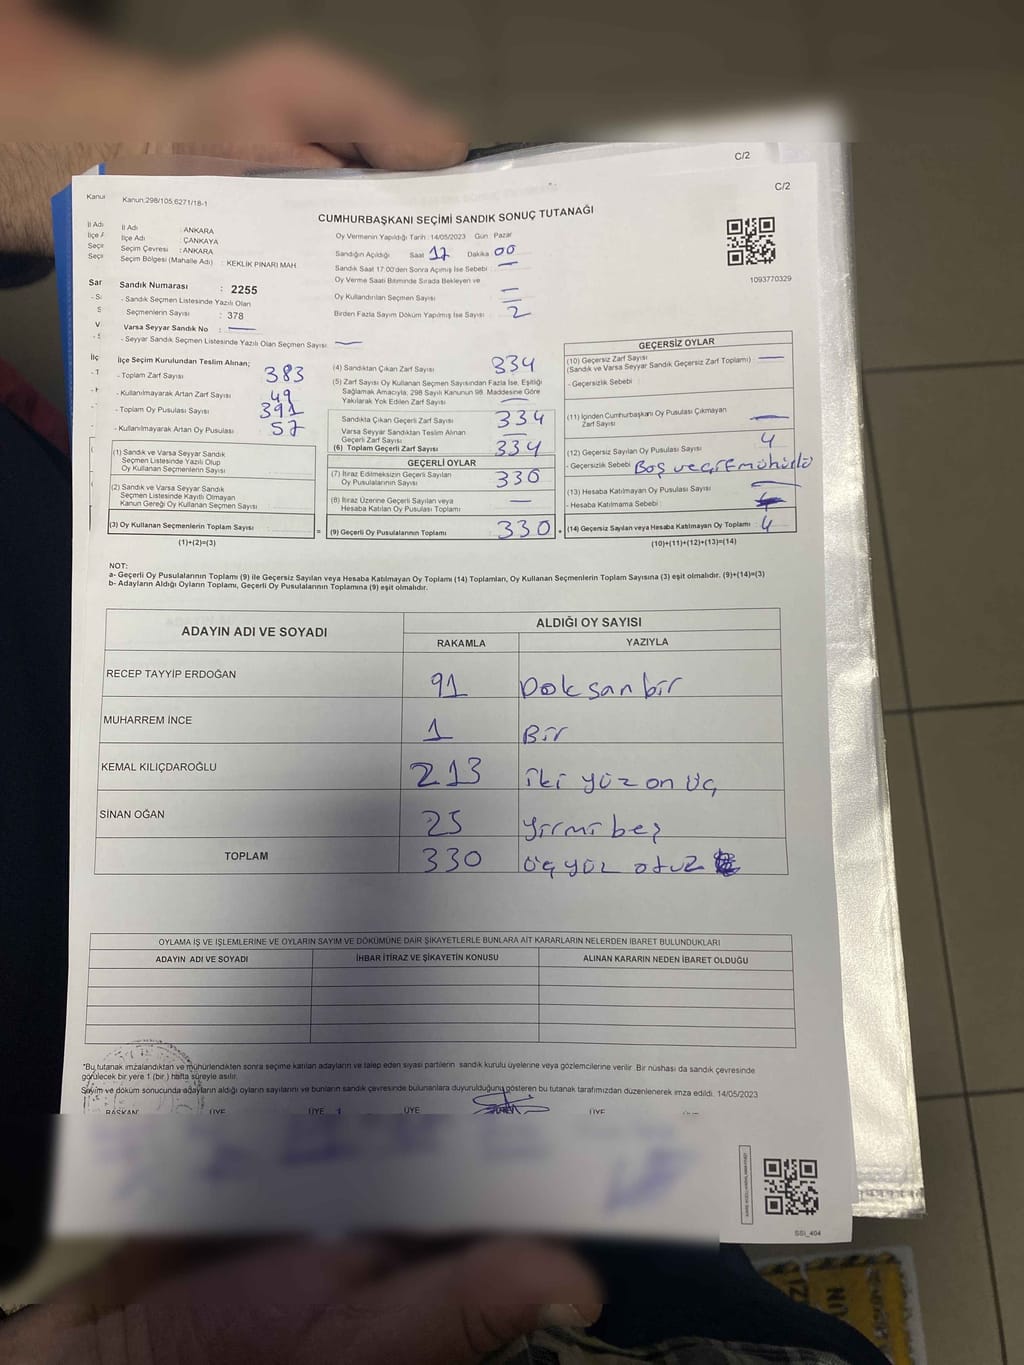 C/2
C/2
Kanun;298/105,6271/18-1
CUMHURBAŞKANI SEÇİMİ SANDIK SONUÇ TUTANAĞI
İl Adı : ANKARA
İlçe Adı : ÇANKAYA
Seçim Çevresi : ANKARA
Seçim Bölgesi (Mahalle Adı) : KEKLİK PINARI MAH.
Sandık Numarası : 2255
- Sandık Seçmen Listesinde Yazılı Olan
Seçmenlerin Sayısı : 378
Varsa Seyyar Sandık No : —
- Seyyar Sandık Seçmen Listesinde Yazılı Olan Seçmen Sayısı —
Oy Vermenin Yapıldığı Tarih : 14/05/2023 Gün : Pazar
Sandığın Açıldığı Saat 17 Dakika 00
Sandık Saat 17:00'den Sonra Açılmış İse Sebebi : —
Oy Verme Saati Bitiminde Sırada Bekleyen ve
Oy Kullandırılan Seçmen Sayısı : —
Birden Fazla Sayım Döküm Yapılmış İse Sayısı : 2
1093770329
İlçe Seçim Kurulundan Teslim Alınan;
- Toplam Zarf Sayısı : 383
- Kullanılmayarak Artan Zarf Sayısı : 49
- Toplam Oy Pusulası Sayısı : 391
- Kullanılmayarak Artan Oy Pusulası : 57
(1) Sandık ve Varsa Seyyar Sandık
Seçmen Listesinde Yazılı Olup
Oy Kullanan Seçmenlerin Sayısı
(2) Sandık ve Varsa Seyyar Sandık
Seçmen Listesinde Kayıtlı Olmayan
Kanun Gereği Oy Kullanan Seçmen Sayısı
(3) Oy Kullanan Seçmenlerin Toplam Sayısı =
(1)+(2)=(3)
(4) Sandıktan Çıkan Zarf Sayısı : 334
(5) Zarf Sayısı Oy Kullanan Seçmen Sayısından Fazla İse, Eşitliği
Sağlamak Amacıyla; 298 Sayılı Kanunun 98. Maddesine Göre
Yakılarak Yok Edilen Zarf Sayısı : —
Sandıkta Çıkan Geçerli Zarf Sayısı : 334
Varsa Seyyar Sandıktan Teslim Alınan
Geçerli Zarf Sayısı : —
(6) Toplam Geçerli Zarf Sayısı : 334
GEÇERLİ OYLAR
(7) İtiraz Edilmeksizin Geçerli Sayılan
Oy Pusulalarının Sayısı : 330
(8) İtiraz Üzerine Geçerli Sayılan veya
Hesaba Katılan Oy Pusulası Toplamı : —
(9) Geçerli Oy Pusulalarının Toplamı : 330 +
GEÇERSİZ OYLAR
(10) Geçersiz Zarf Sayısı
(Sandık ve Varsa Seyyar Sandık Geçersiz Zarf Toplamı) : —
- Geçersizlik Sebebi :
(11) İçinden Cumhurbaşkanı Oy Pusulası Çıkmayan
Zarf Sayısı : —
(12) Geçersiz Sayılan Oy Pusulası Sayısı : 4
- Geçersizlik Sebebi : Boş ve çift mühürlü
(13) Hesaba Katılmayan Oy Pusulası Sayısı : —
- Hesaba Katılmama Sebebi :
(14) Geçersiz Sayılan veya Hesaba Katılmayan Oy Toplamı : 4
(10)+(11)+(12)+(13)=(14)
NOT:
a- Geçerli Oy Pusulalarının Toplamı (9) ile Geçersiz Sayılan veya Hesaba Katılmayan Oy Toplamı (14) Toplamları, Oy Kullanan Seçmenlerin Toplam Sayısına (3) eşit olmalıdır. (9)+(14)=(3)
b- Adayların Aldığı Oyların Toplamı, Geçerli Oy Pusulalarının Toplamına (9) eşit olmalıdır.
ADAYIN ADI VE SOYADI ALDIĞI OY SAYISI
RAKAMLA YAZIYLA
RECEP TAYYİP ERDOĞAN 91 Doksanbir
MUHARREM İNCE 1 Bir
KEMAL KILIÇDAROĞLU 213 iki yüz on üç
SİNAN OĞAN 25 yirmi beş
TOPLAM 330 üç yüz otuz
OYLAMA İŞ VE İŞLEMLERİNE VE OYLARIN SAYIM VE DÖKÜMÜNE DAİR ŞİKAYETLERLE BUNLARA AİT KARARLARIN NELERDEN İBARET BULUNDUKLARI
ADAYIN ADI VE SOYADI İHBAR İTİRAZ VE ŞİKAYETİN KONUSU ALINAN KARARIN NEDEN İBARET OLDUĞU
*Bu tutanak imzalandıktan ve mühürlendikten sonra seçime katılan adayların ve talep eden siyasi partilerin sandık kurulu üyelerine veya gözlemcilerine verilir. Bir nüshası da sandık çevresinde
görülecek bir yere 1 (bir) hafta süreyle asılır.
Sayım ve döküm sonucunda adayların aldığı oyların sayılarını ve bunların sandık çevresinde bulunanlara duyurulduğunu gösteren bu tutanak tarafımızdan düzenlenerek imza edildi. 14/05/2023
BAŞKAN ÜYE ÜYE ÜYE ÜYE
SSİ_404